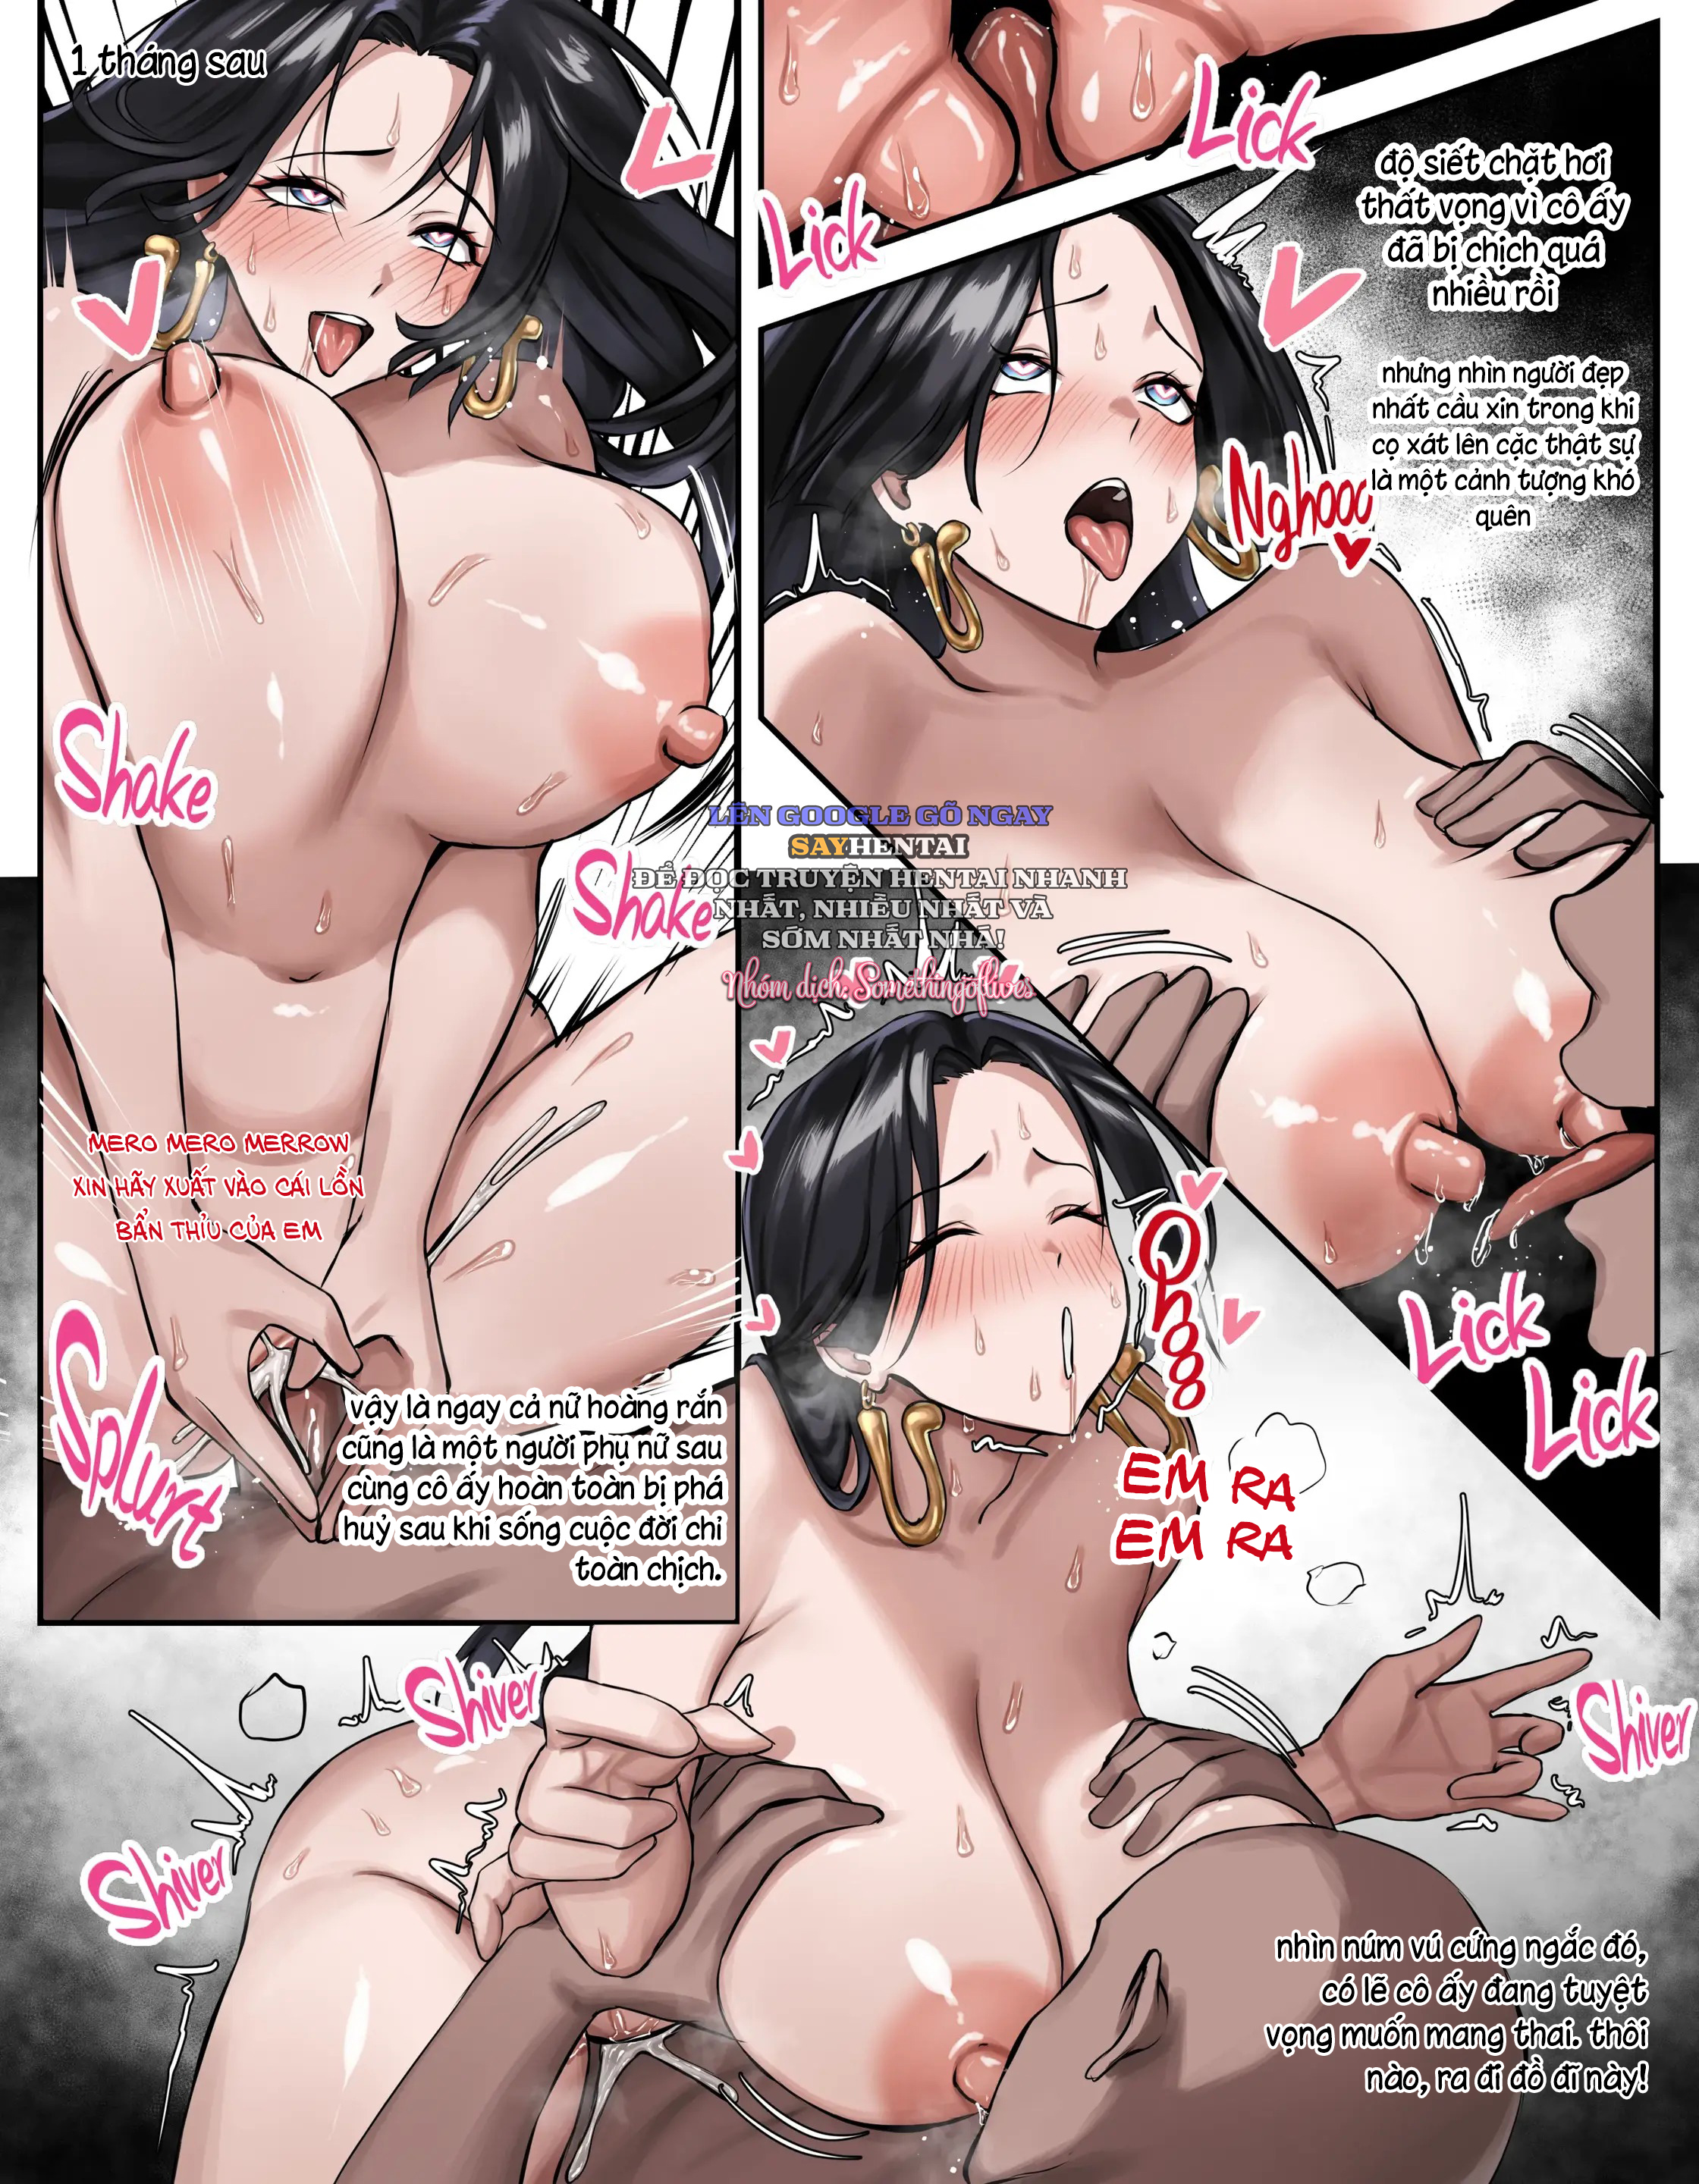 1 tháng sau
Lick
Lick
độ siết chặt hơi
thất vọng vì cô ấy
đã bị chịch quá
nhiều rồi
nhưng nhìn người đẹp
nhất cầu xin trong khi
cọ xát lên cặc thật sự
là một cảnh tượng khó
quên
Nghooo
Shake
Shake
LÊN GOOGLE GÕ NGAY
SAYHENTAI
ĐỂ ĐỌC TRUYỆN HENTAI NHANH
NHẤT, NHIỀU NHẤT VÀ
SỚM NHẤT NHÁ!
Nhóm dịch: Somethingoflives
MERO MERO MERROW
XIN HÃY XUẤT VÀO CÁI LỒN
BẨN THỈU CỦA EM
Splurt
vậy là ngay cả nữ hoàng rắn
cũng là một người phụ nữ sau
cùng cô ấy hoàn toàn bị phá
huỷ sau khi sống cuộc đời chỉ
toàn chịch.
Lick
Lick
Ohoo
EM RA
EM RA
Shiver
Shiver
Shiver
nhìn núm vú cứng ngắc đó,
có lẽ cô ấy đang tuyệt
vọng muốn mang thai. thôi
nào, ra đi đồ đĩ này!